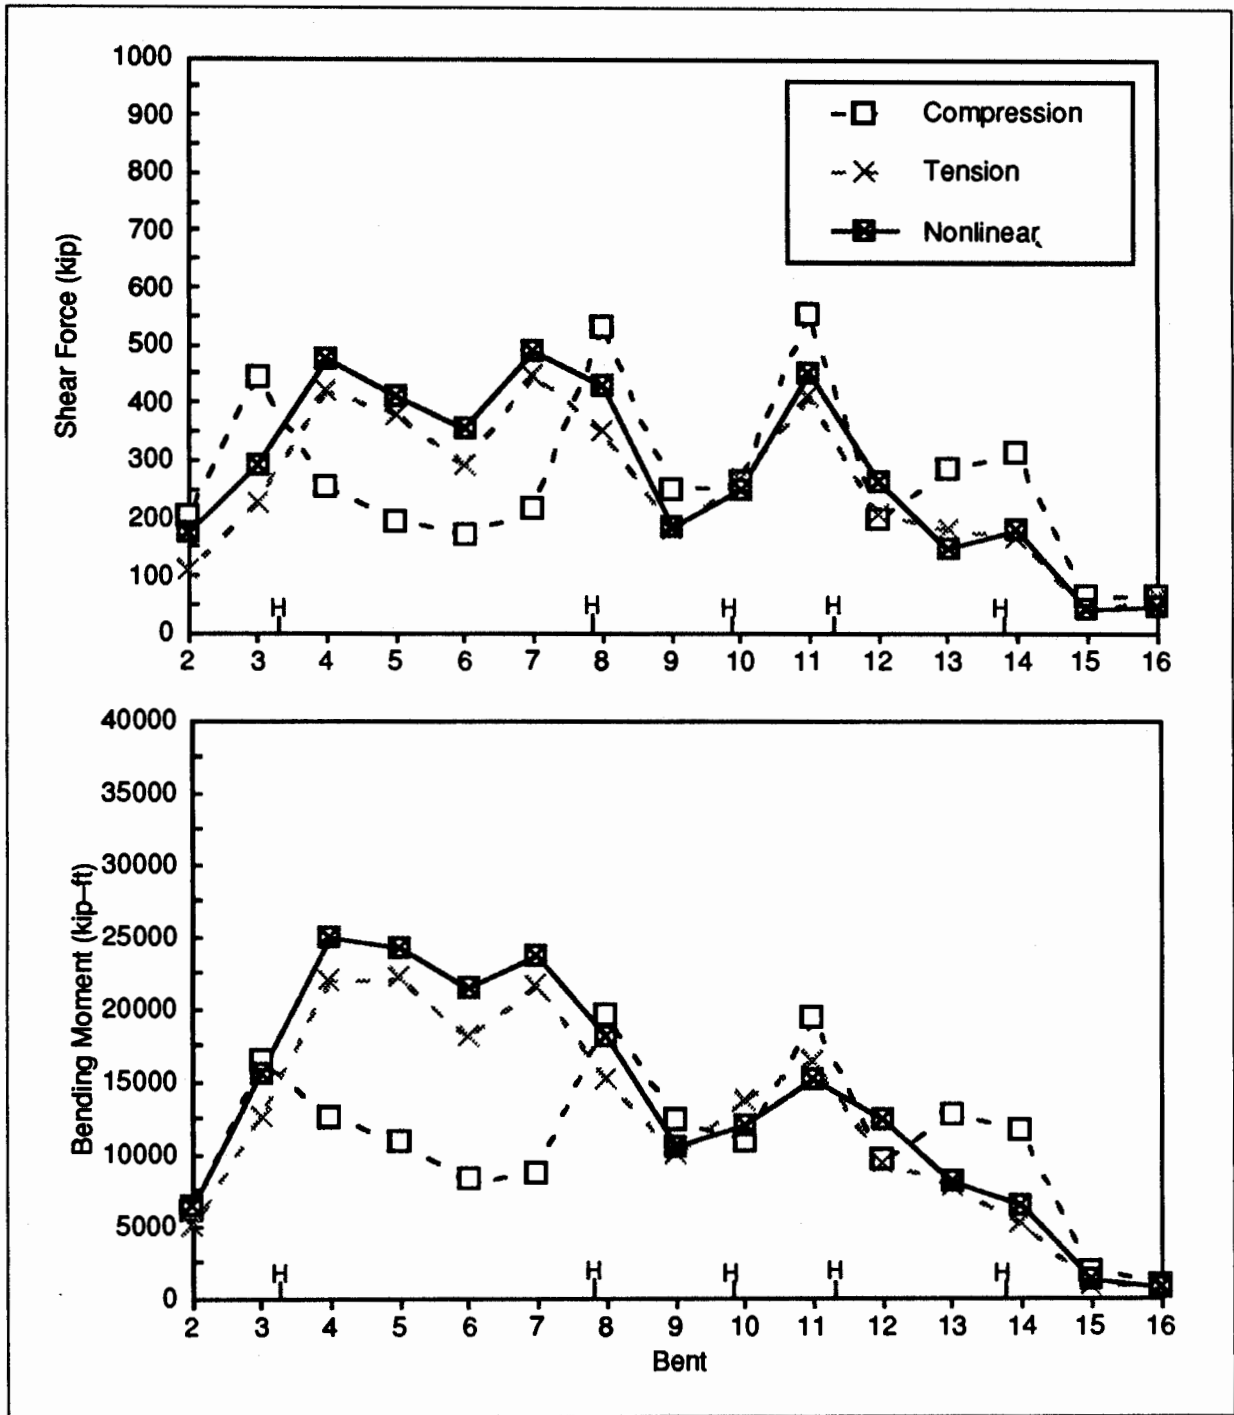 1000
900
800
700
600
500
400
300
200
100
0
Shear Force (kip)
Compression
Tension
Nonlinear
H H H H H
2 3 4 5 6 7 8 9 10 11 12 13 14 15 16
40000
35000
30000
25000
20000
15000
10000
5000
0
Bending Moment (kip-ft)
H H H H H
2 3 4 5 6 7 8 9 10 11 12 13 14 15 16
Bent